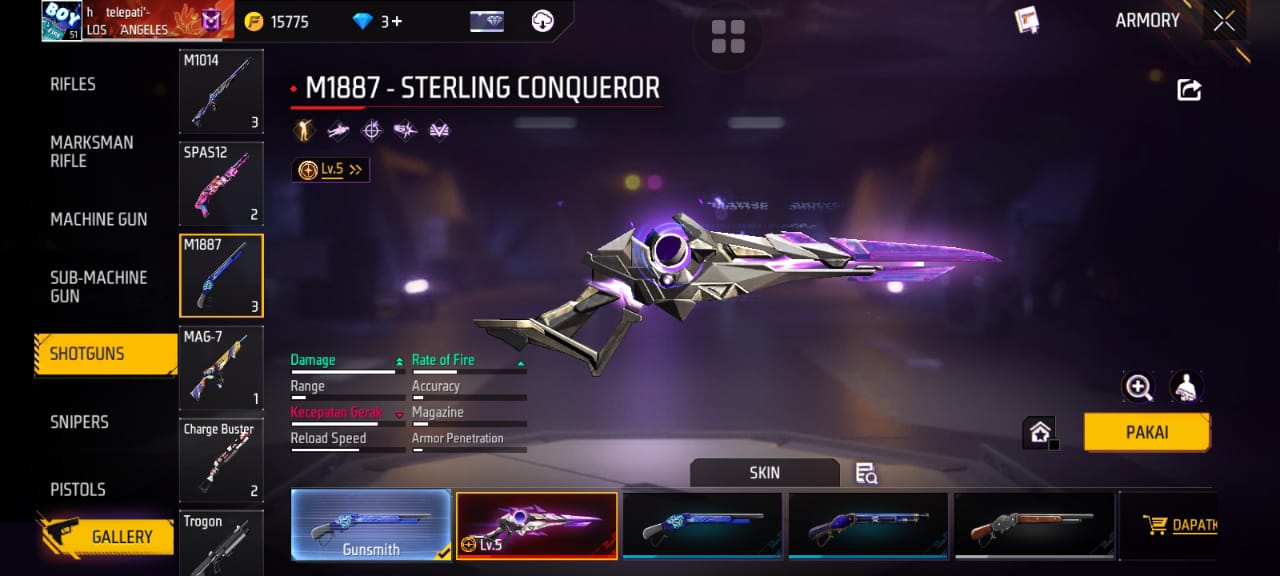 BOY
51
h telepati'-
LOS 'ANGELES
15775
3+
ARMORY
RIFLES
MARKSMAN
RIFLE
MACHINE GUN
SUB-MACHINE
GUN
SHOTGUNS
SNIPERS
PISTOLS
GALLERY
M1014
3
SPAS12
2
M1887
3
MAG-7
1
Charge Buster
2
Trogon
M1887 - STERLING CONQUEROR
Lv.5 >>
Damage
Rate of Fire
Range
Accuracy
Kecepatan Gerak
Magazine
Reload Speed
Armor Penetration
PAKAI
SKIN
Gunsmith
Lv.5
DAPATK